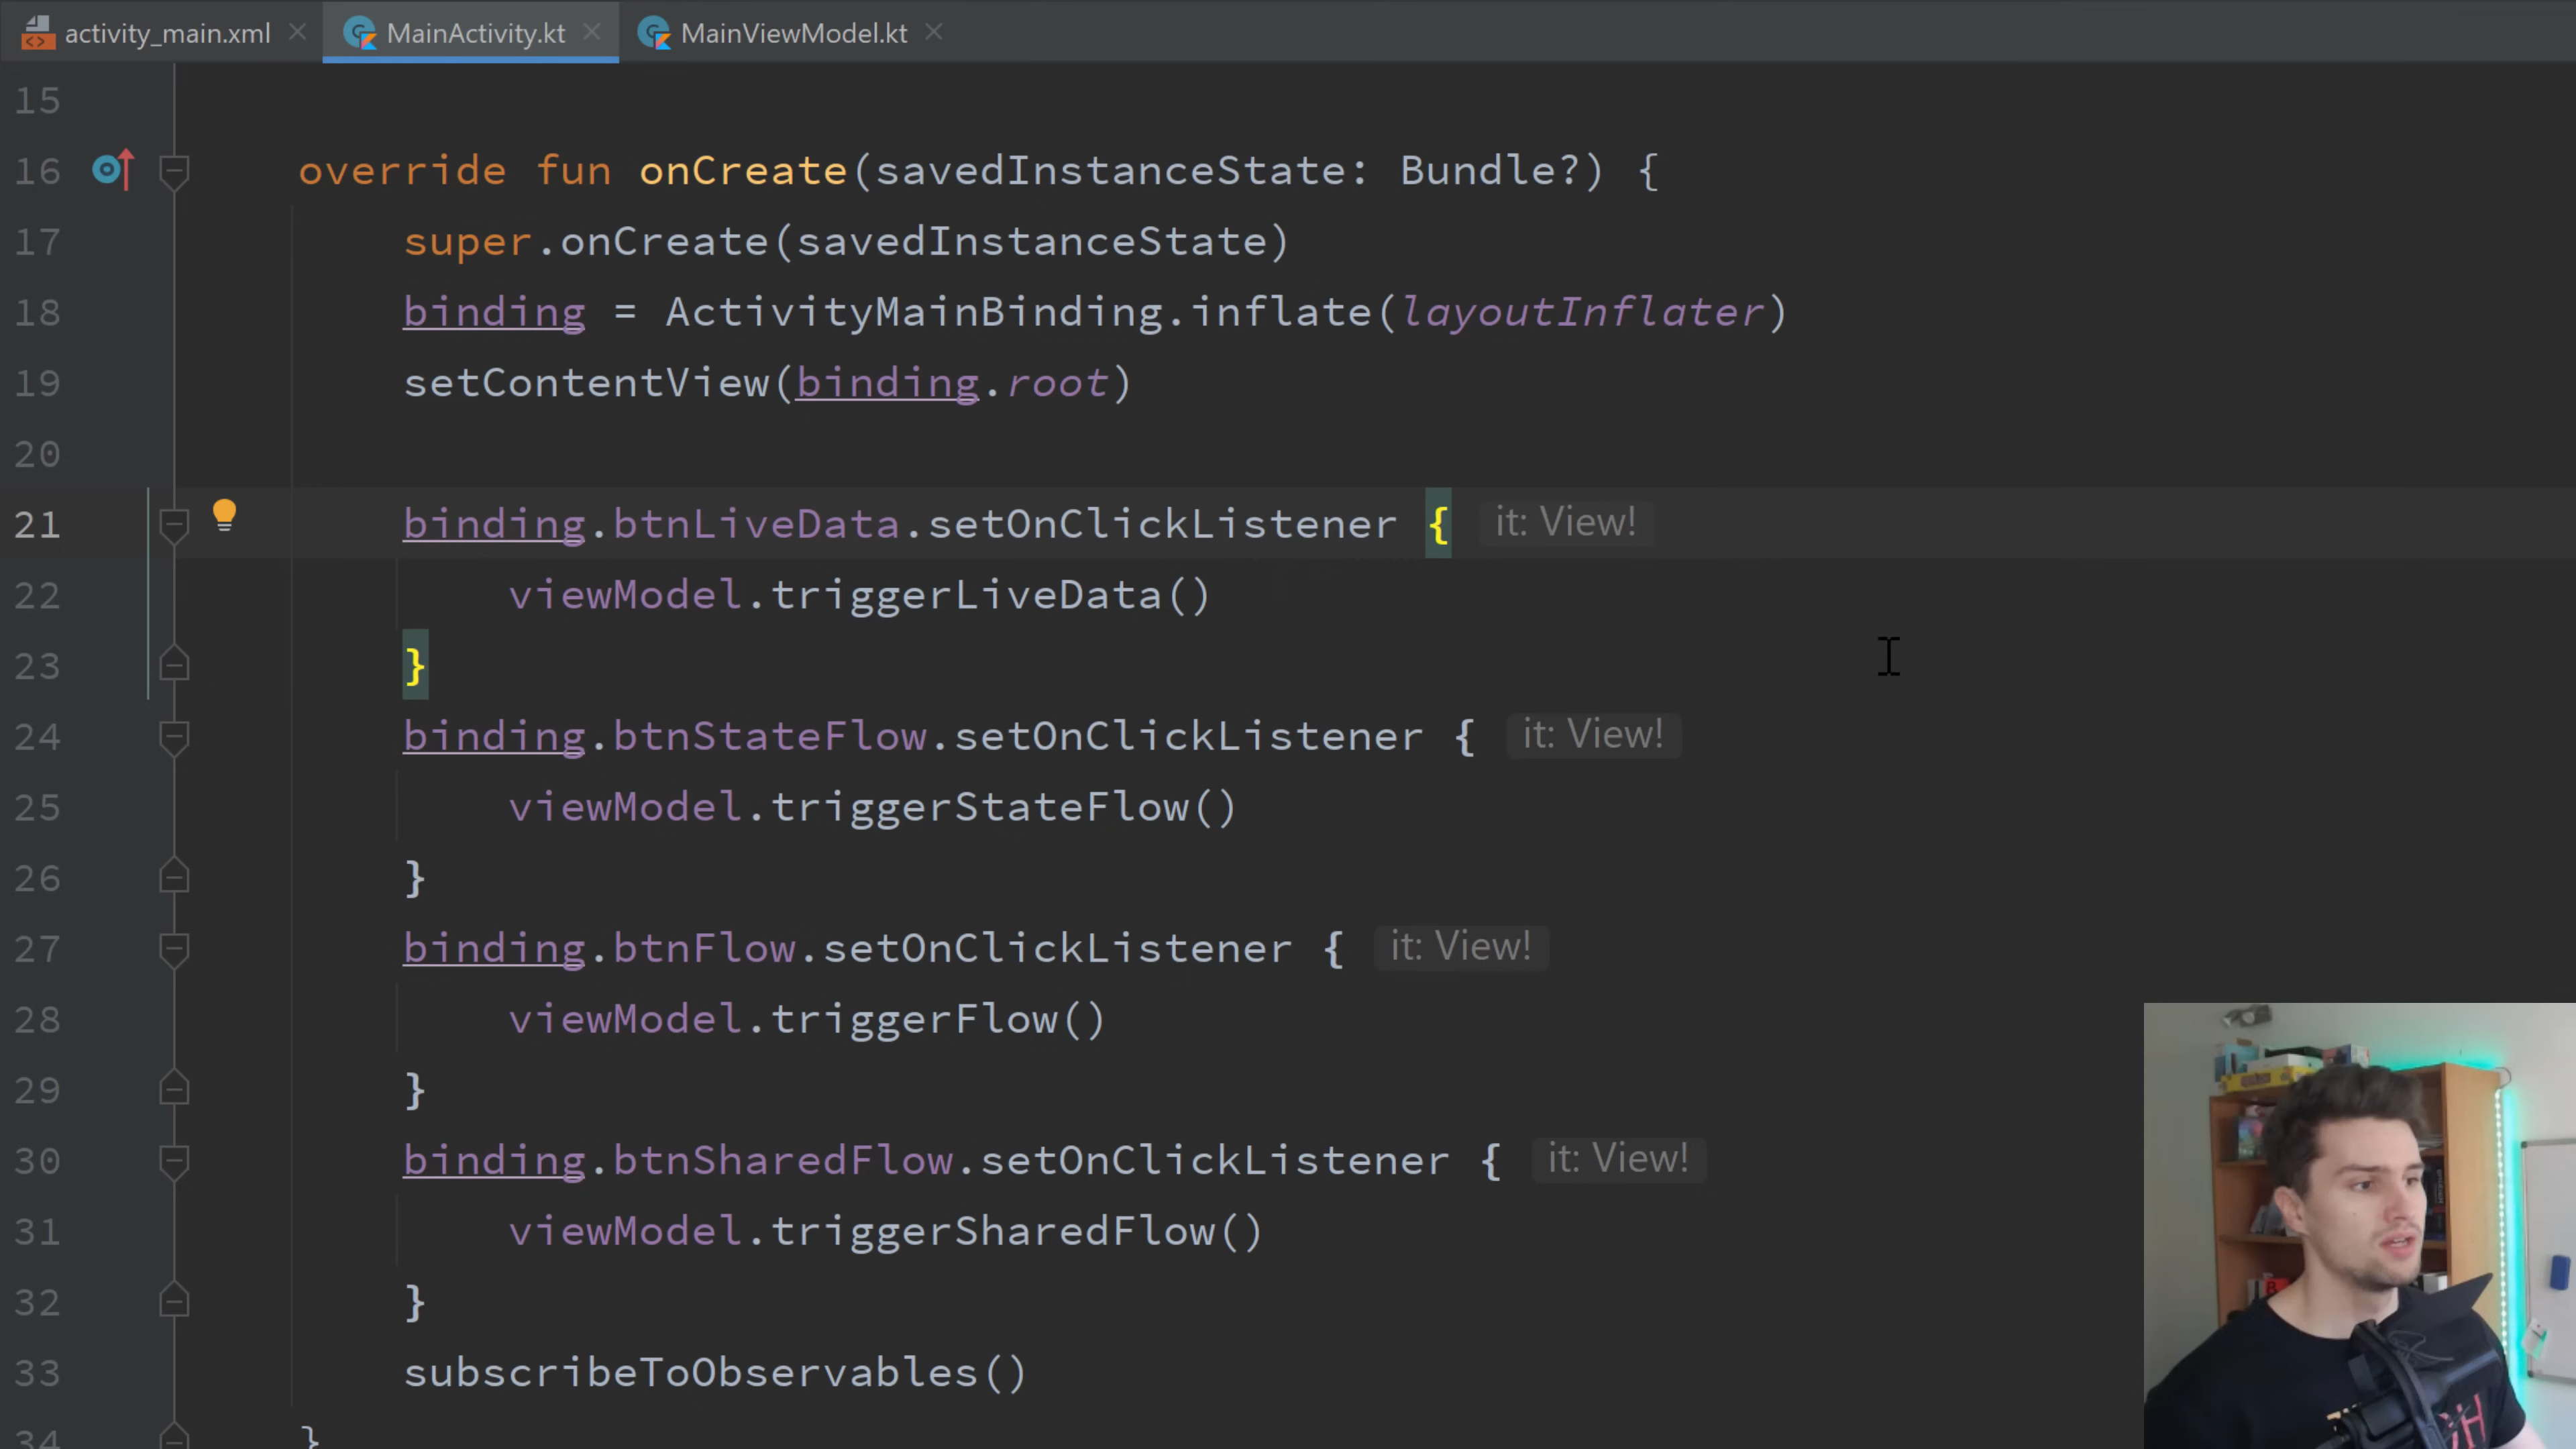 activity_main.xml MainActivity.kt MainViewModel.kt
15
16 override fun onCreate(savedInstanceState: Bundle?) {
17 super.onCreate(savedInstanceState)
18 binding = ActivityMainBinding.inflate(layoutInflater)
19 setContentView(binding.root)
20
21 binding.btnLiveData.setOnClickListener { it: View!
22 viewModel.triggerLiveData()
23 }
24 binding.btnStateFlow.setOnClickListener { it: View!
25 viewModel.triggerStateFlow()
26 }
27 binding.btnFlow.setOnClickListener { it: View!
28 viewModel.triggerFlow()
29 }
30 binding.btnSharedFlow.setOnClickListener { it: View!
31 viewModel.triggerSharedFlow()
32 }
33 subscribeToObservables()
34 }